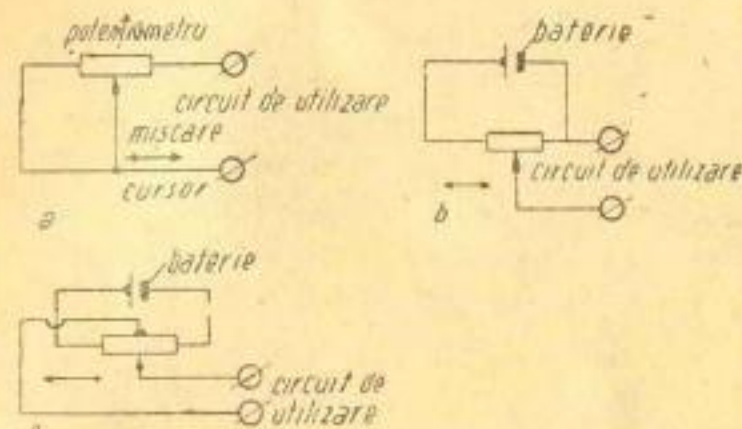 potențiometru
circuit de utilizare
mișcare
cursor
a
baterie
circuit de utilizare
b
baterie
circuit de
utilizare